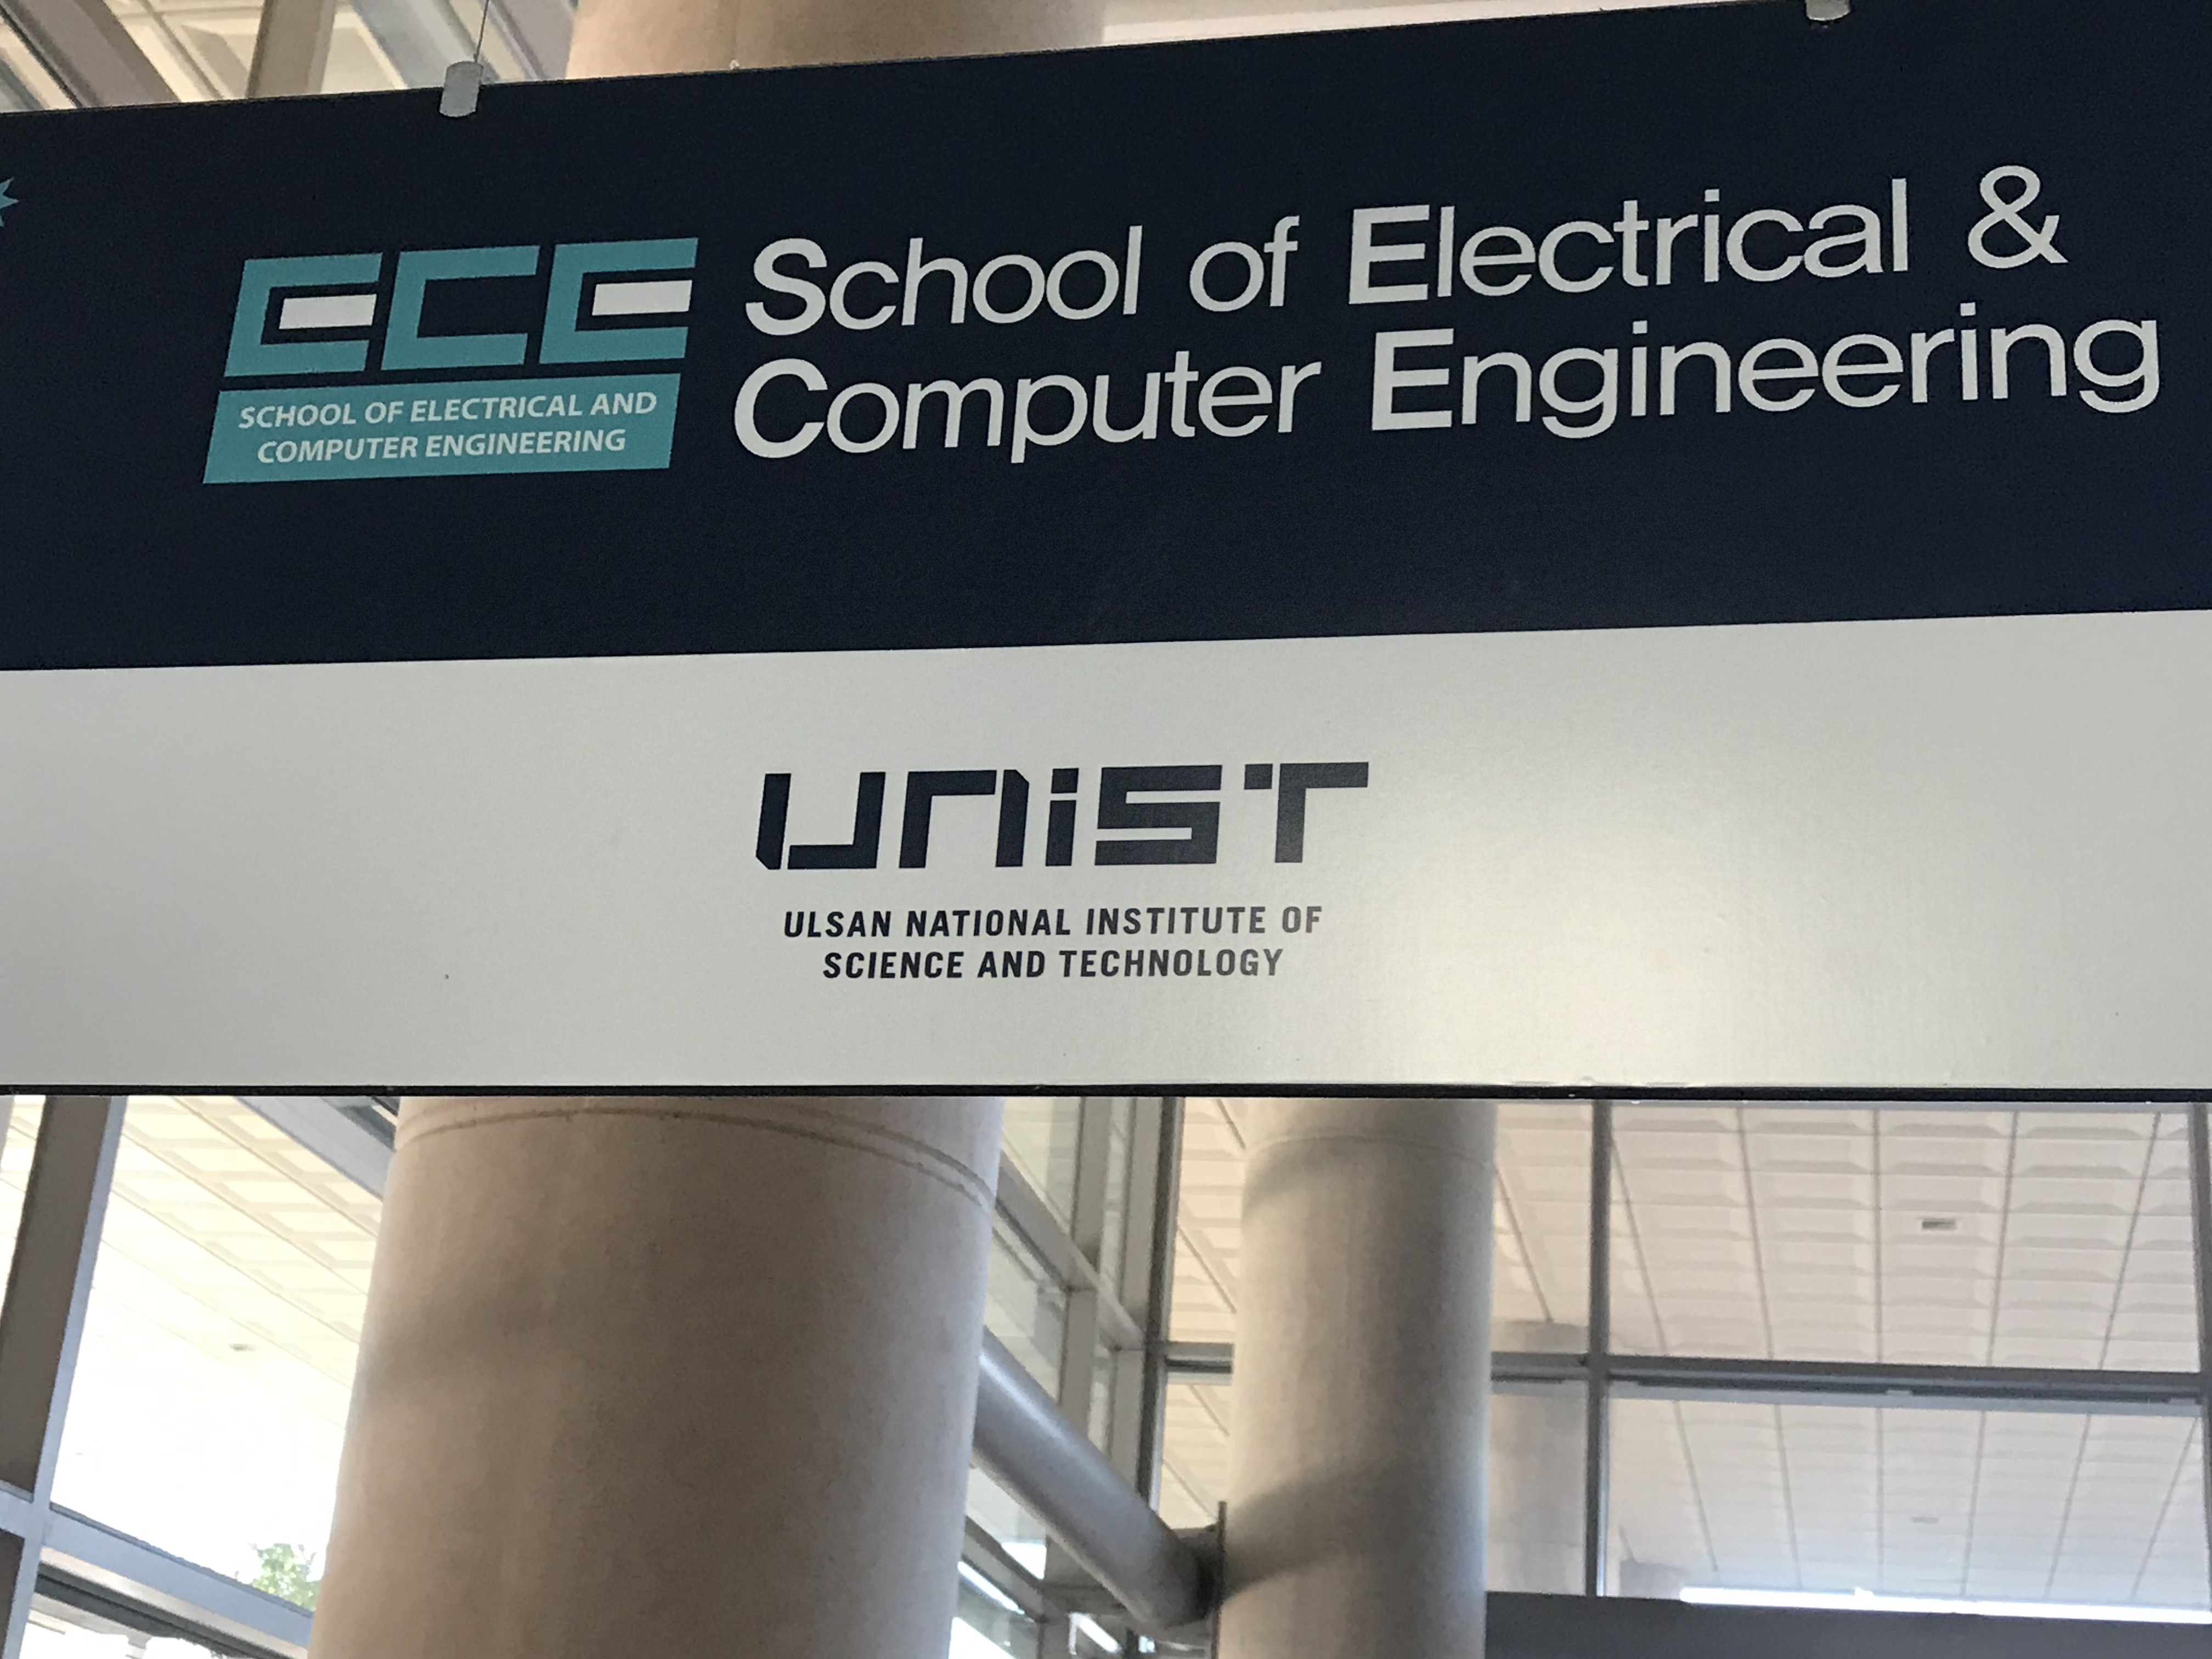 ECE
SCHOOL OF ELECTRICAL AND
COMPUTER ENGINEERING
School of Electrical &
Computer Engineering
UNIST
ULSAN NATIONAL INSTITUTE OF
SCIENCE AND TECHNOLOGY